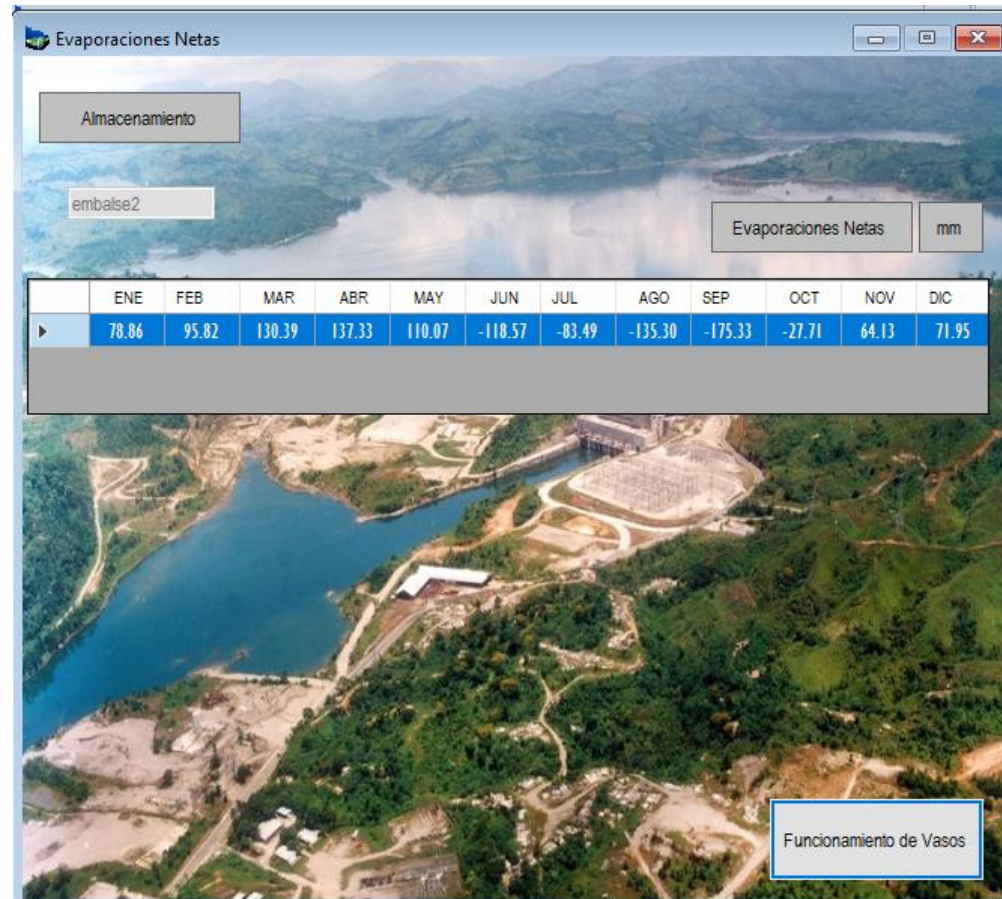 Evaporaciones Netas
Almacenamiento
embalse2
Evaporaciones Netas mm
ENE FEB MAR ABR MAY JUN JUL AGO SEP OCT NOV DIC
78.86 95.82 130.39 137.33 110.07 -118.57 -83.49 -135.30 -175.33 -27.71 64.13 71.95
Funcionamiento de Vasos